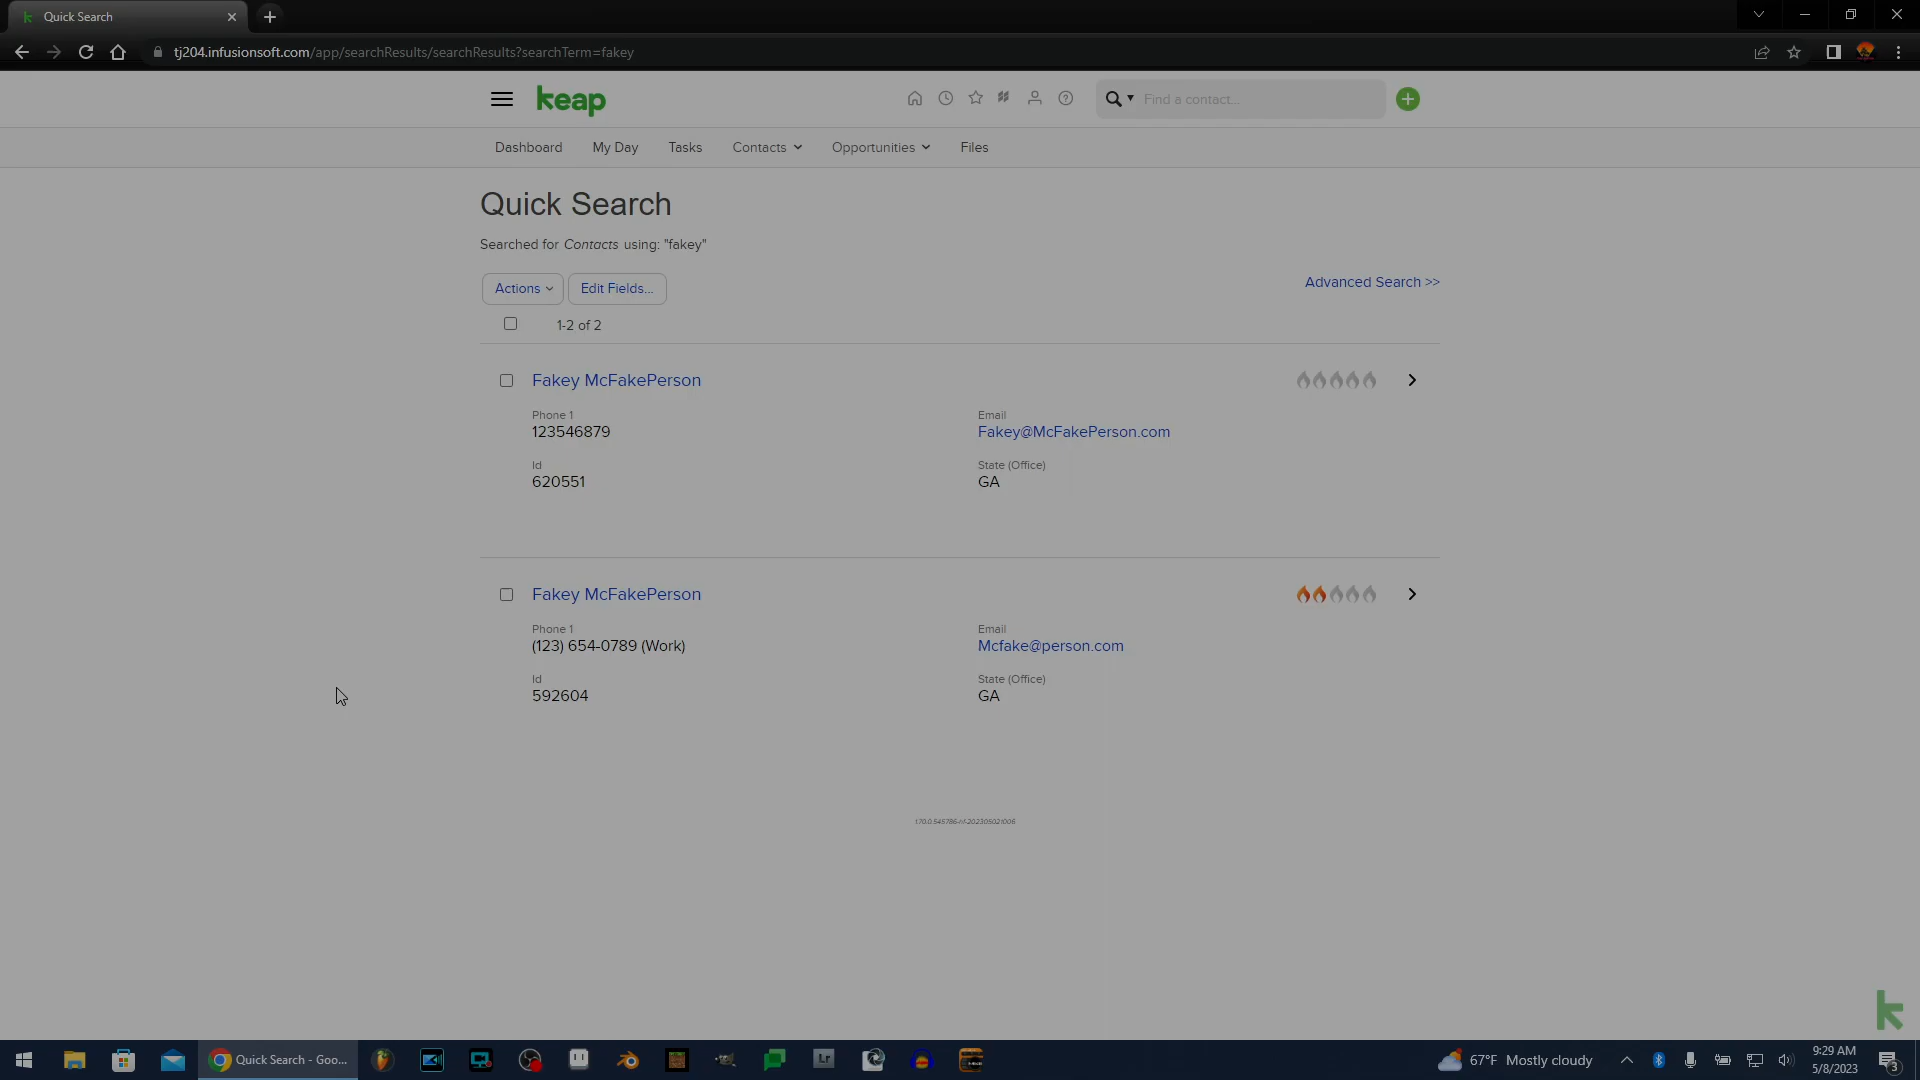 Quick Search
tj204.infusionsoft.com/app/searchResults/searchResults?searchTerm=fakey
keap
Find a contact...
Dashboard My Day Tasks Contacts Opportunities Files
Quick Search
Searched for Contacts using: "fakey"
Actions Edit Fields... Advanced Search >>
1-2 of 2
Fakey McFakePerson
Phone 1 Email
123546879 Fakey@McFakePerson.com
Id State (Office)
620551 GA
Fakey McFakePerson
Phone 1 Email
(123) 654-0789 (Work) Mcfake@person.com
Id State (Office)
592604 GA
k
Quick Search - Goo... Lr 67°F Mostly cloudy 9:29 AM
5/8/2023
3